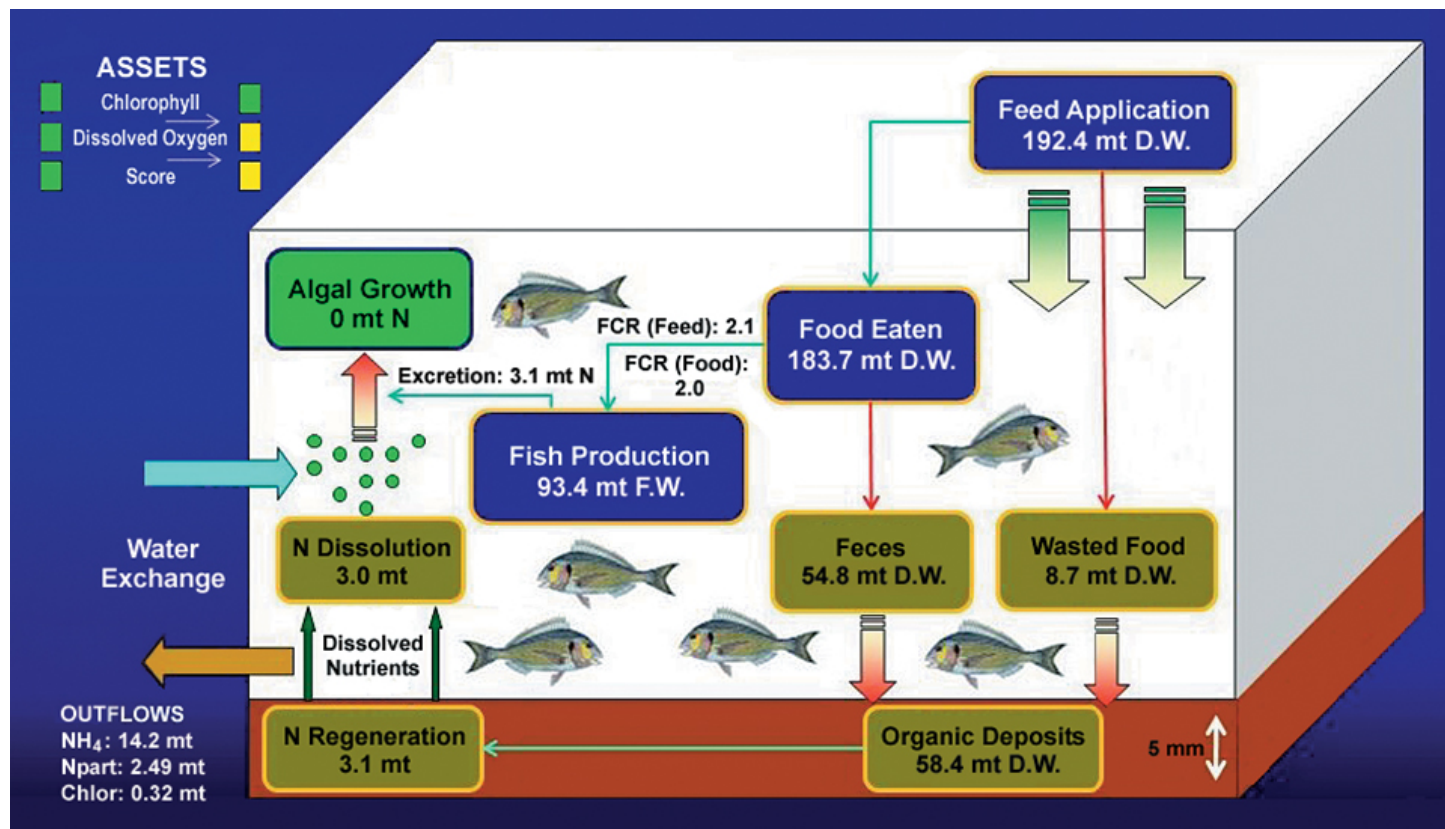 ASSETS
Chlorophyll
Dissolved Oxygen
Score
Feed Application
192.4 mt D.W.
Algal Growth
0 mt N
FCR (Feed): 2.1
FCR (Food):
2.0
Food Eaten
183.7 mt D.W.
Excretion: 3.1 mt N
Fish Production
93.4 mt F.W.
Water
Exchange
N Dissolution
3.0 mt
Feces
54.8 mt D.W.
Wasted Food
8.7 mt D.W.
Dissolved
Nutrients
OUTFLOWS
NH₄: 14.2 mt
Npart: 2.49 mt
Chlor: 0.32 mt
N Regeneration
3.1 mt
Organic Deposits
58.4 mt D.W.
5 mm